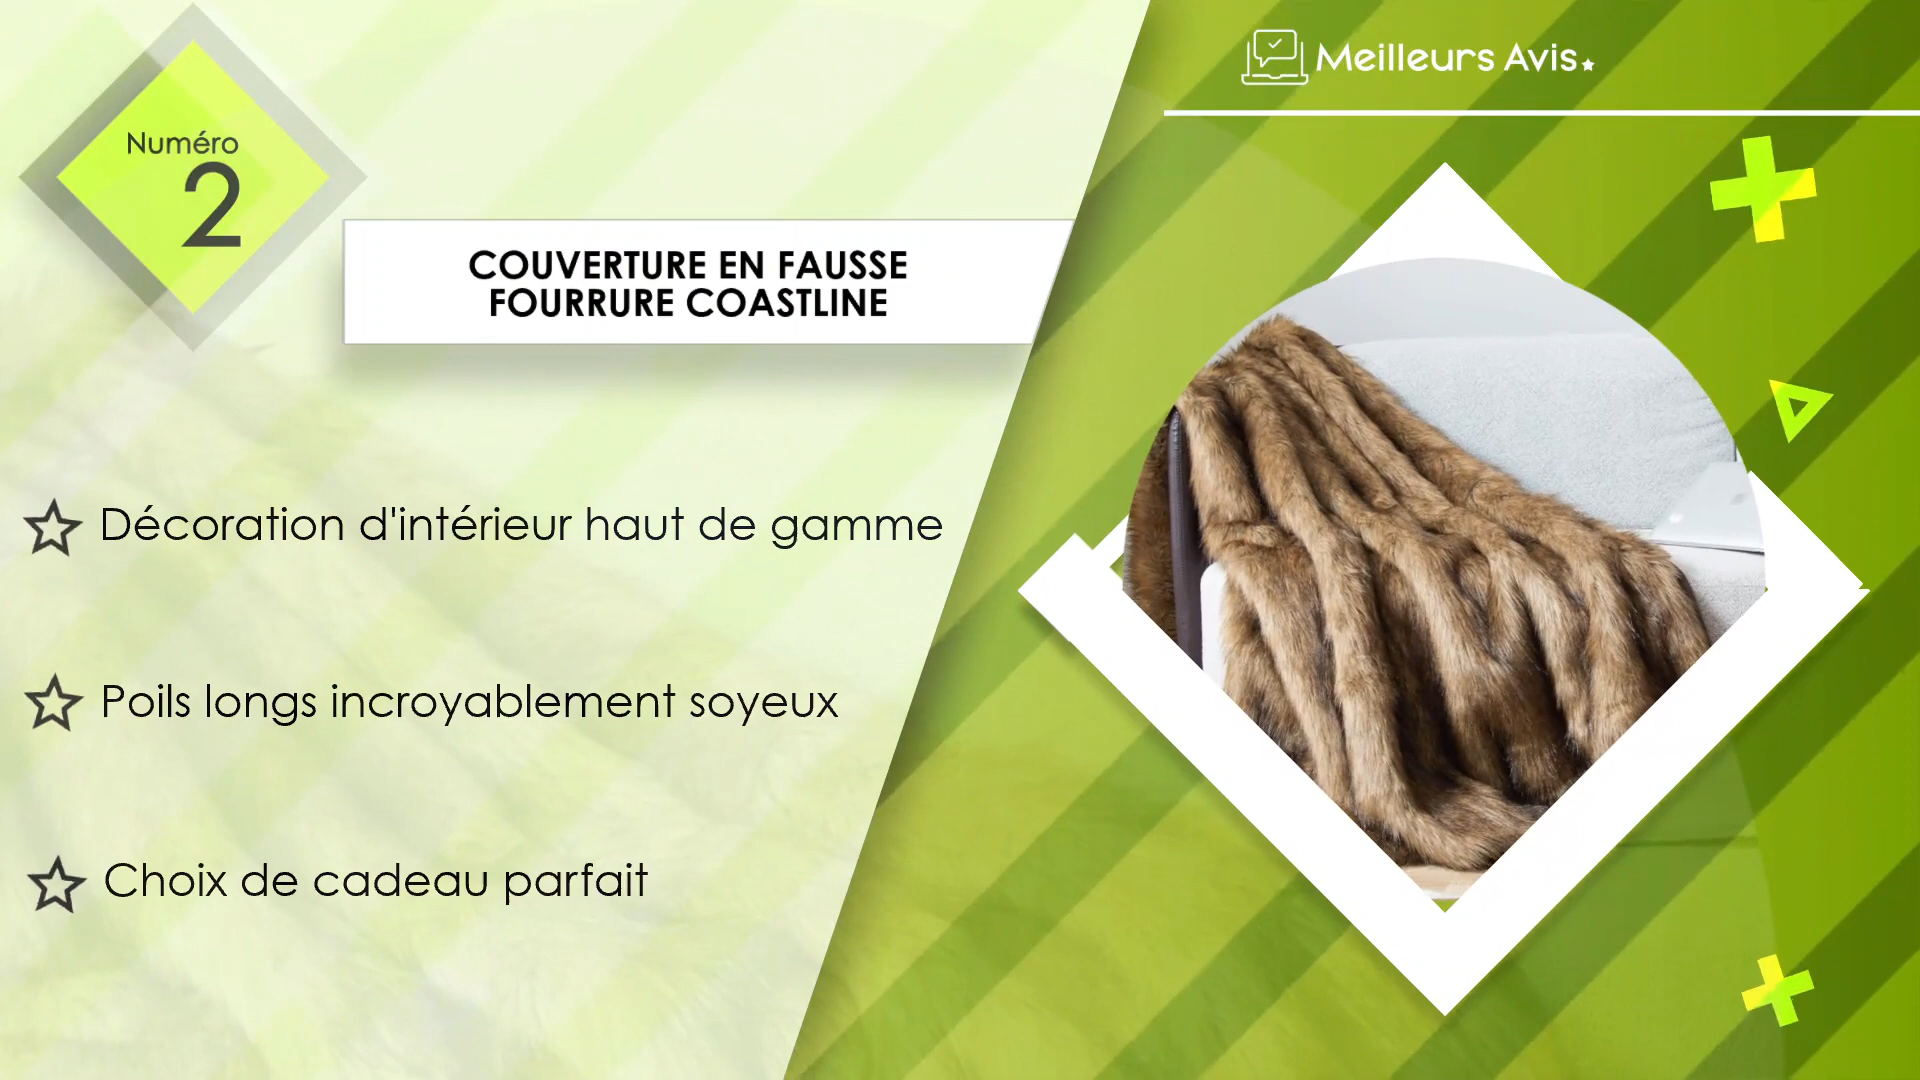 Numéro
2
Meilleurs Avis
COUVERTURE EN FAUSSE
FOURRURE COASTLINE
Décoration d'intérieur haut de gamme
Poils longs incroyablement soyeux
Choix de cadeau parfait